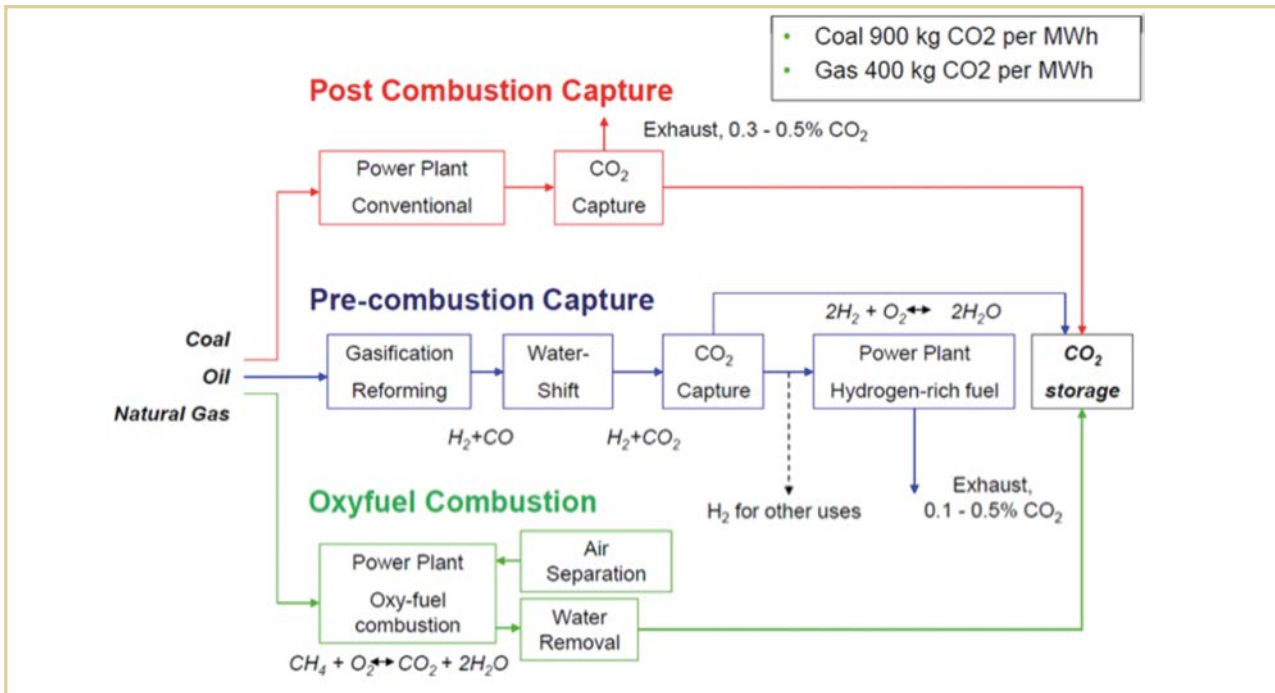 • Coal 900 kg CO2 per MWh
• Gas 400 kg CO2 per MWh
Post Combustion Capture
Exhaust, 0.3 - 0.5% CO₂
Power Plant
Conventional
CO₂
Capture
Pre-combustion Capture
2H₂ + O₂↔ 2H₂O
Coal
Oil
Natural Gas
Gasification
Reforming
Water-
Shift
CO₂
Capture
Power Plant
Hydrogen-rich fuel
CO₂
storage
H₂+CO
H₂+CO₂
H₂ for other uses
Exhaust,
0.1 - 0.5% CO₂
Oxyfuel Combustion
Power Plant
Oxy-fuel
combustion
Air
Separation
Water
Removal
CH₄ + O₂↔CO₂ + 2H₂O